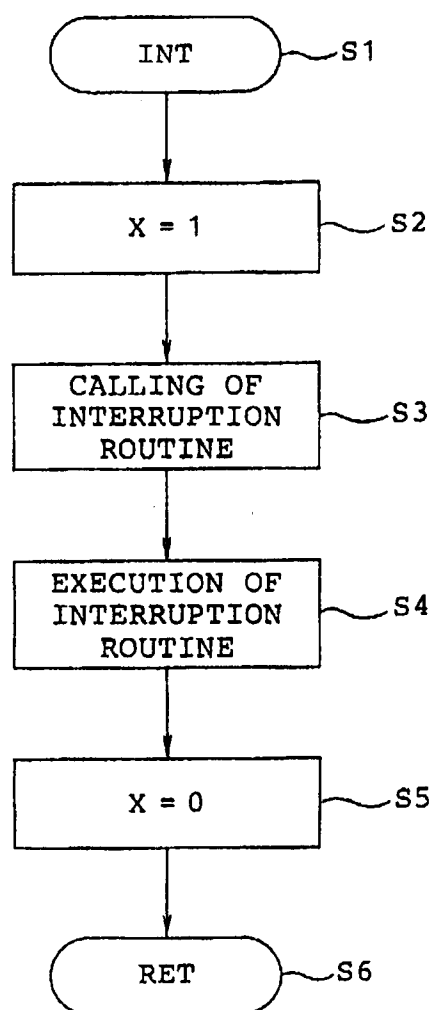 INT
S1
X = 1
S2
CALLING OF
INTERRUPTION
ROUTINE
S3
EXECUTION OF
INTERRUPTION
ROUTINE
S4
X = 0
S5
RET
S6